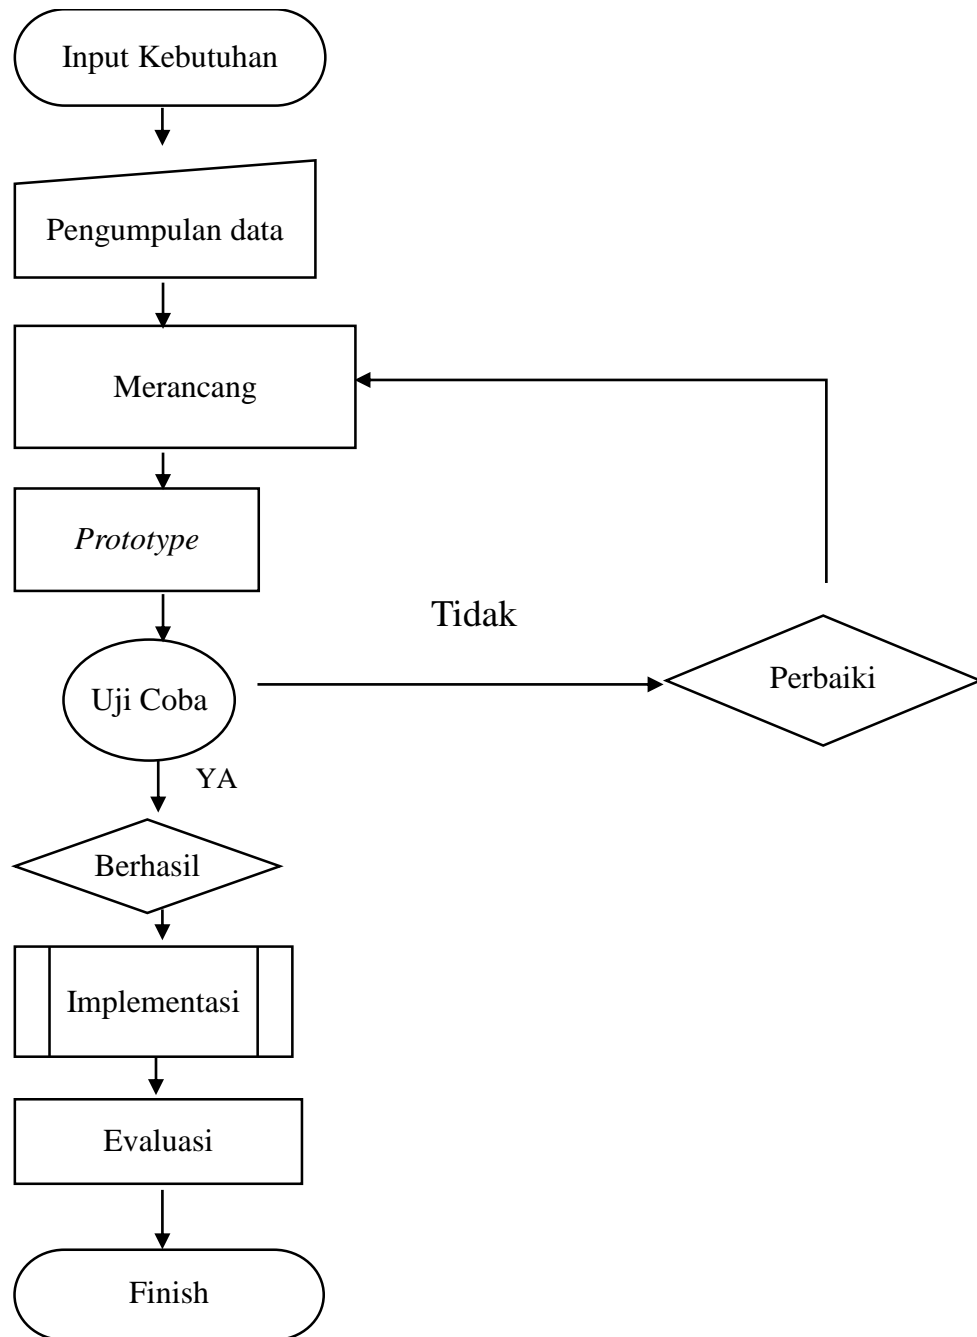 Input Kebutuhan
Pengumpulan data
Merancang
Prototype
Tidak
Uji Coba
Perbaiki
YA
Berhasil
Implementasi
Evaluasi
Finish